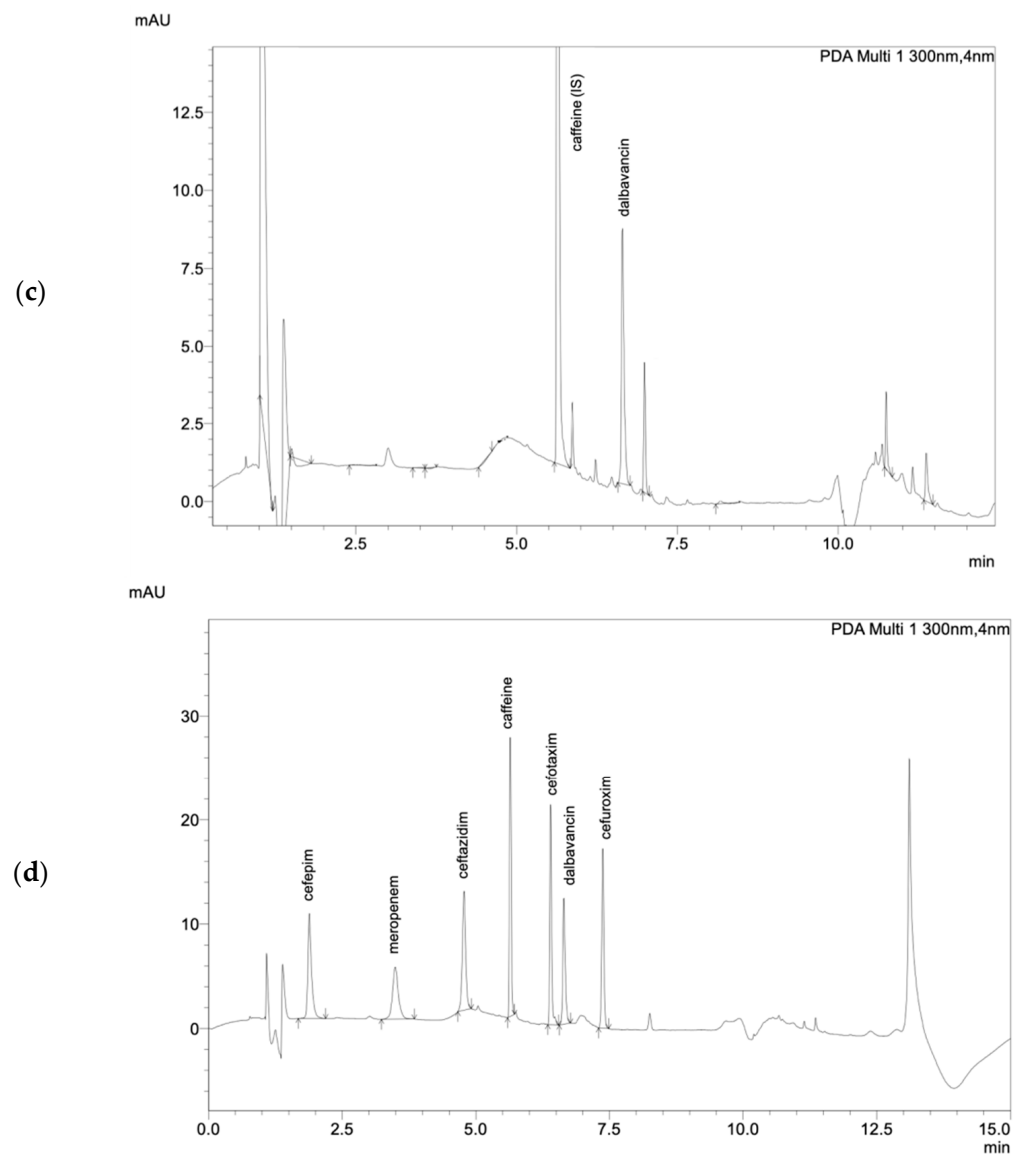 mAU
PDA Multi 1 300nm,4nm
caffeine (IS)
dalbavancin
12.5
10.0
7.5
5.0
2.5
0.0
(c)
2.5 5.0 7.5 10.0
min
mAU
PDA Multi 1 300nm,4nm
cefepim
meropenem
ceftazidim
caffeine
cefotaxim
dalbavancin
cefuroxim
30
20
10
0
(d)
0.0 2.5 5.0 7.5 10.0 12.5 15.0
min